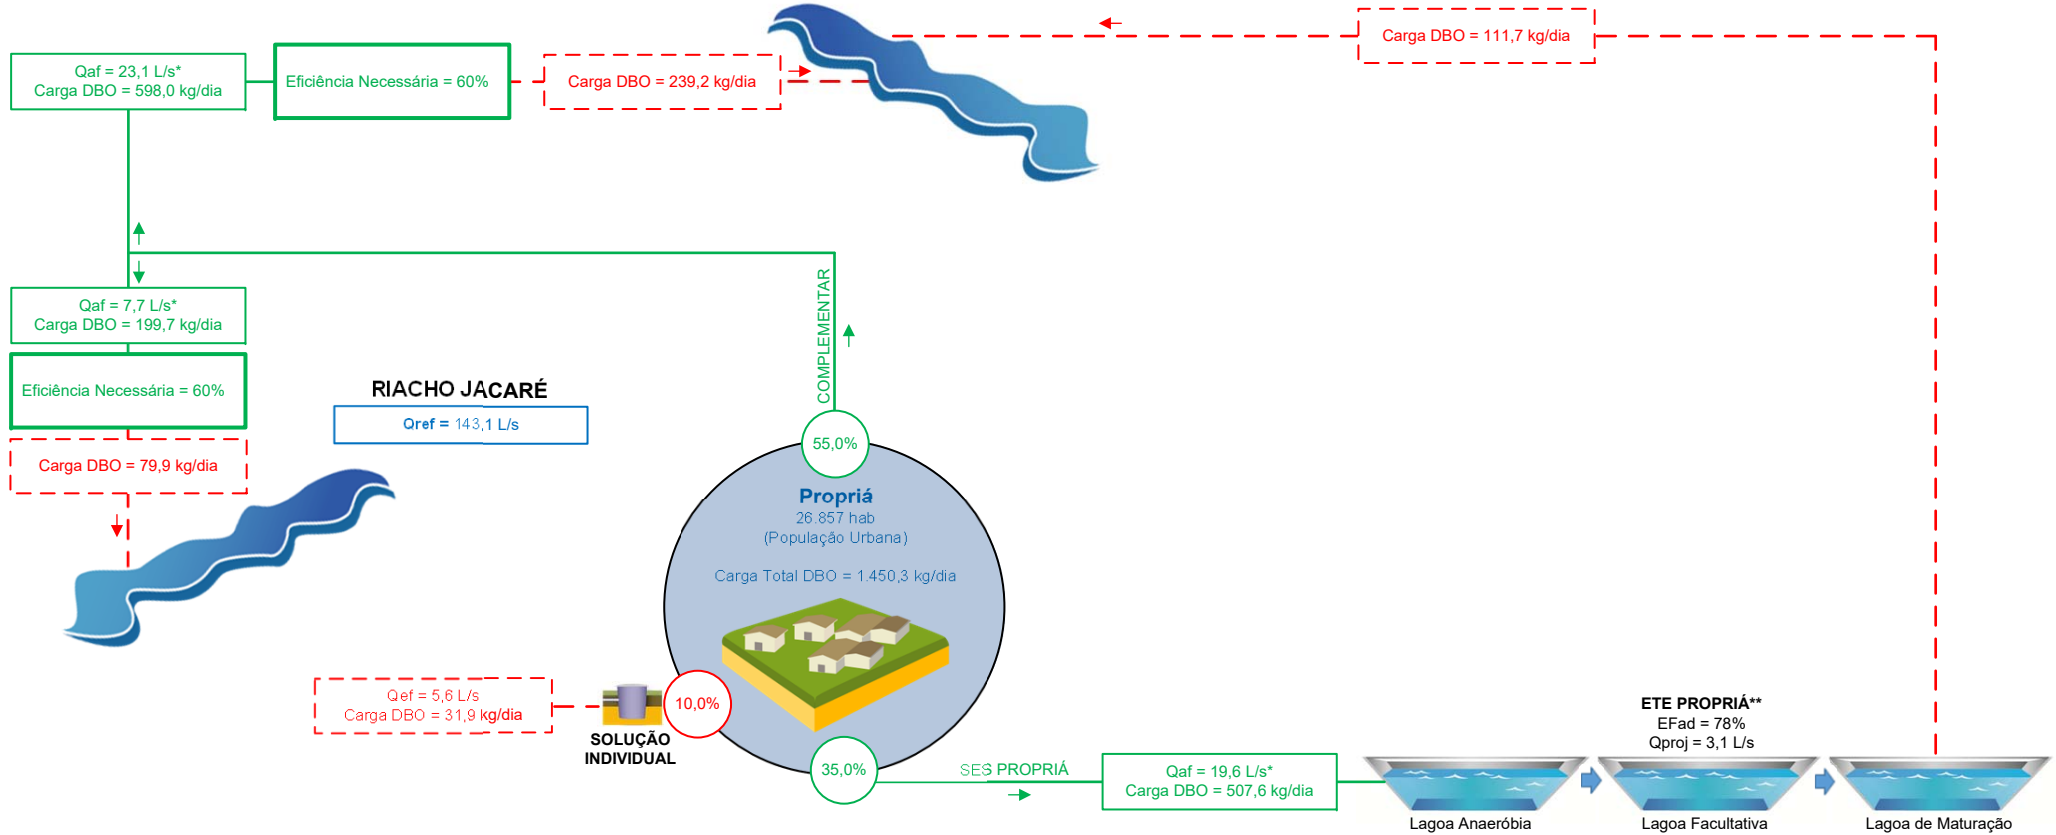 Qaf = 23,1 L/s*
Carga DBO = 598,0 kg/dia
Eficiência Necessária = 60%
Carga DBO = 239,2 kg/dia
Carga DBO = 111,7 kg/dia
Qaf = 7,7 L/s*
Carga DBO = 199,7 kg/dia
Eficiência Necessária = 60%
Carga DBO = 79,9 kg/dia
RIACHO JACARÉ
Qref = 143,1 L/s
COMPLEMENTAR
55,0%
Propriá
26.857 hab
(População Urbana)
Carga Total DBO = 1.450,3 kg/dia
Qef = 5,6 L/s
Carga DBO = 31,9 kg/dia
SOLUÇÃO
INDIVIDUAL
10,0%
35,0%
SES PROPRIÁ
Qaf = 19,6 L/s*
Carga DBO = 507,6 kg/dia
ETE PROPRIÁ**
EFad = 78%
Qproj = 3,1 L/s
Lagoa Anaeróbia
Lagoa Facultativa
Lagoa de Maturação